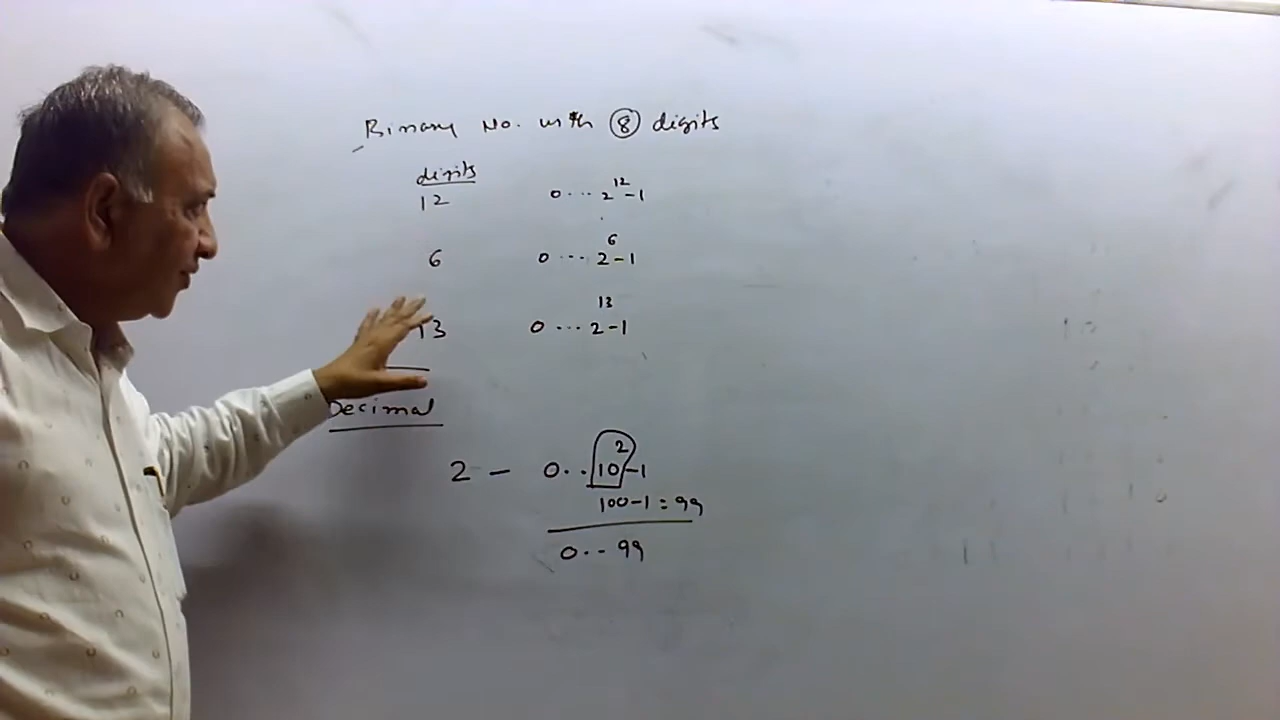 Binary No. with 8 digits
digits
12 0 ... 2^12 - 1
6 0 ... 2^6 - 1
13 0 ... 2^13 - 1
Decimal
2 - 0 .. 10^2 - 1
100 - 1 = 99
0 .. 99